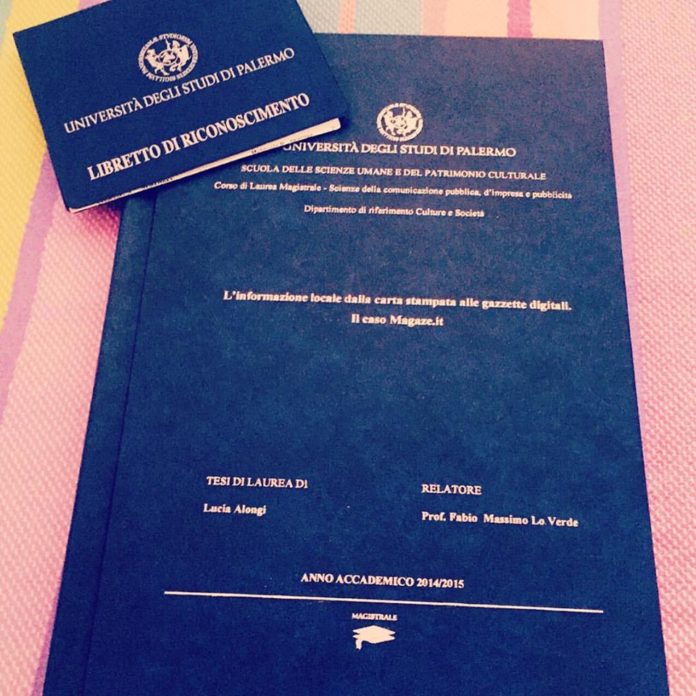 UNIVERSITÀ DEGLI STUDI DI PALERMO
LIBRETTO DI RICONOSCIMENTO
UNIVERSITÀ DEGLI STUDI DI PALERMO
SCUOLA DELLE SCIENZE UMANE E DEL PATRIMONIO CULTURALE
Corso di Laurea Magistrale - Scienze della comunicazione pubblica, d'impresa e pubblicità
Dipartimento di riferimento Culture e Società
L'informazione locale dalla carta stampata alle gazzette digitali.
Il caso Magaze.it
TESI DI LAUREA DI
Lucia Alongi
RELATORE
Prof. Fabio Massimo Lo Verde
ANNO ACCADEMICO 2014/2015
MAGISTRALE